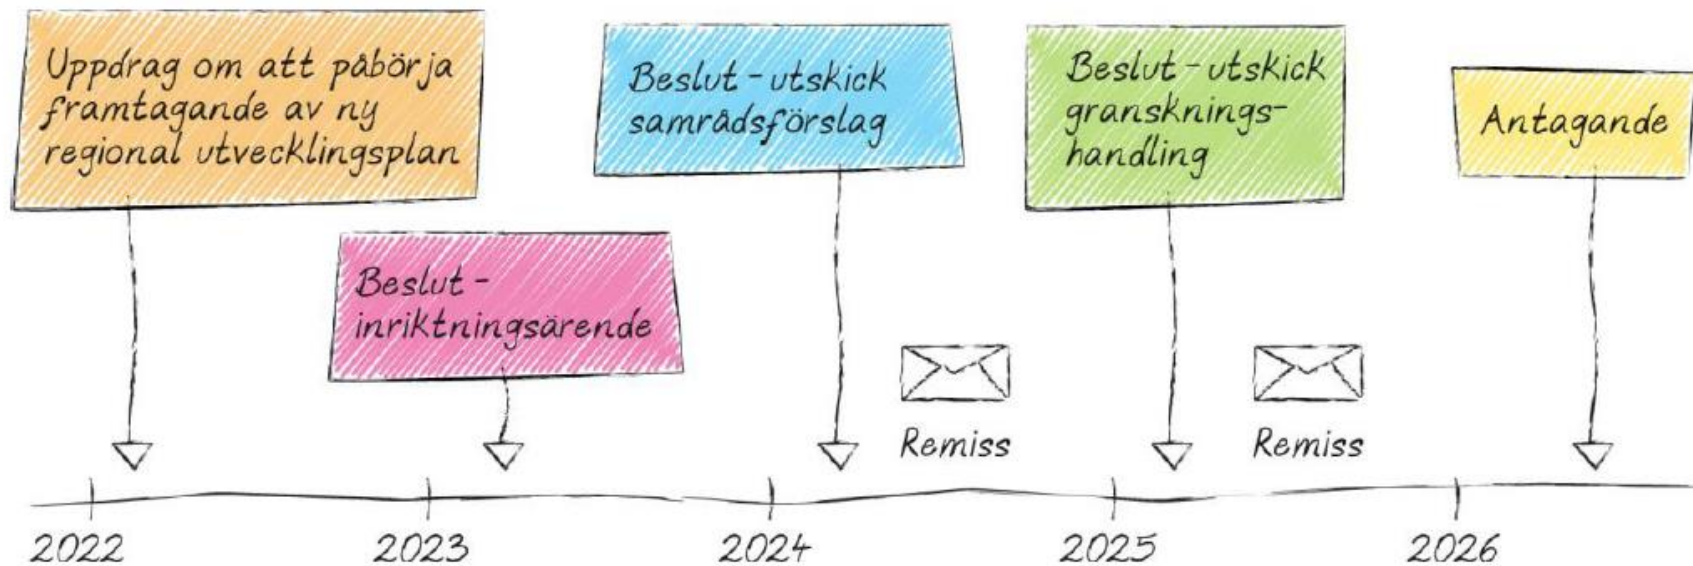 Uppdrag om att påbörja
framtagande av ny
regional utvecklingsplan
Beslut-
inriktningsärende
Beslut-utskick
samrådsförslag
Beslut-utskick
gransknings-
handling
Antagande
Remiss
Remiss
2022
2023
2024
2025
2026